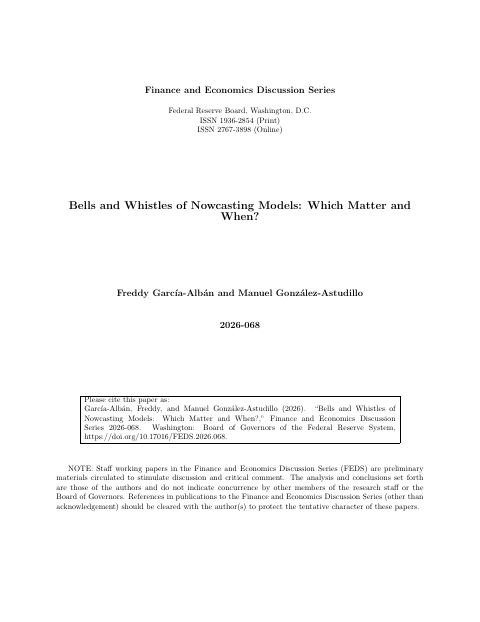 Finance and Economics Discussion Series
Federal Reserve Board, Washington, D.C.
ISSN 1936-2854 (Print)
ISSN 2767-3898 (Online)
Bells and Whistles of Nowcasting Models: Which Matter and
When?
Freddy García-Albán and Manuel González-Astudillo
2026-068
Please cite this paper as:
García-Albán, Freddy, and Manuel González-Astudillo (2026). “Bells and Whistles of
Nowcasting Models: Which Matter and When?,” Finance and Economics Discussion
Series 2026-068. Washington: Board of Governors of the Federal Reserve System,
https://doi.org/10.17016/FEDS.2026.068.
NOTE: Staff working papers in the Finance and Economics Discussion Series (FEDS) are preliminary
materials circulated to stimulate discussion and critical comment. The analysis and conclusions set forth
are those of the authors and do not indicate concurrence by other members of the research staff or the
Board of Governors. References in publications to the Finance and Economics Discussion Series (other than
acknowledgement) should be cleared with the author(s) to protect the tentative character of these papers.